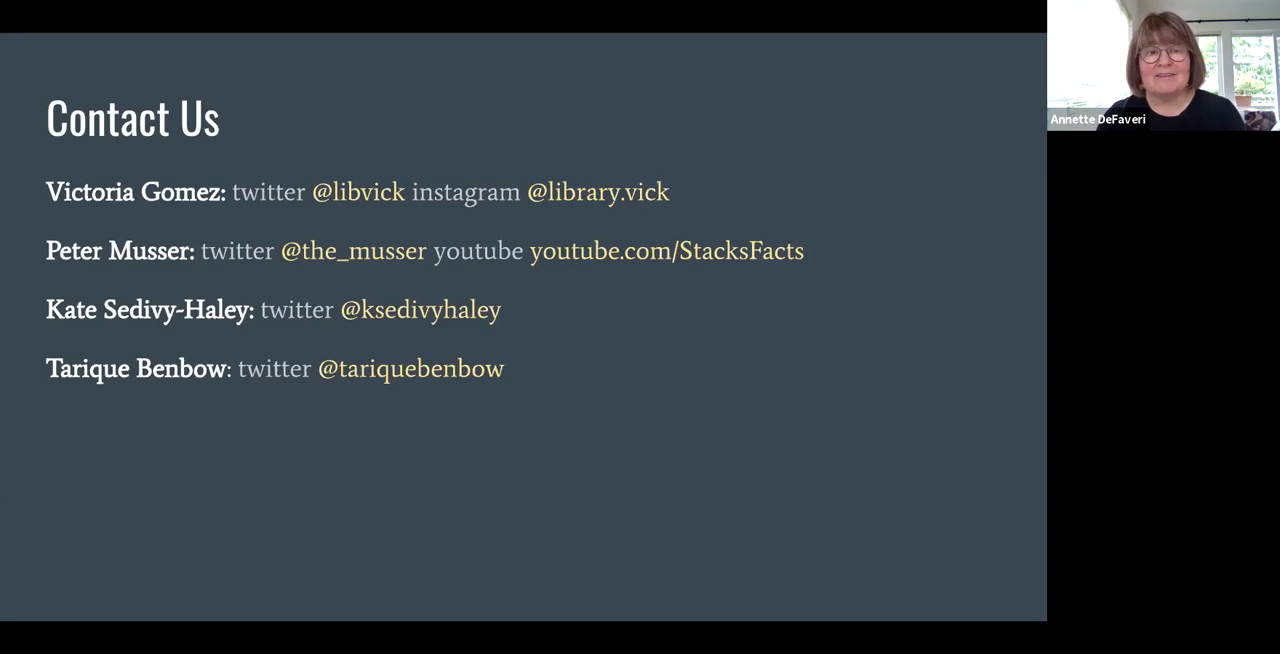 Contact Us
Victoria Gomez: twitter @libvick instagram @library.vick
Peter Musser: twitter @the_musser youtube youtube.com/StacksFacts
Kate Sedivy-Haley: twitter @ksedivyhaley
Tarique Benbow: twitter @tariquebenbow
Annette DeFaveri